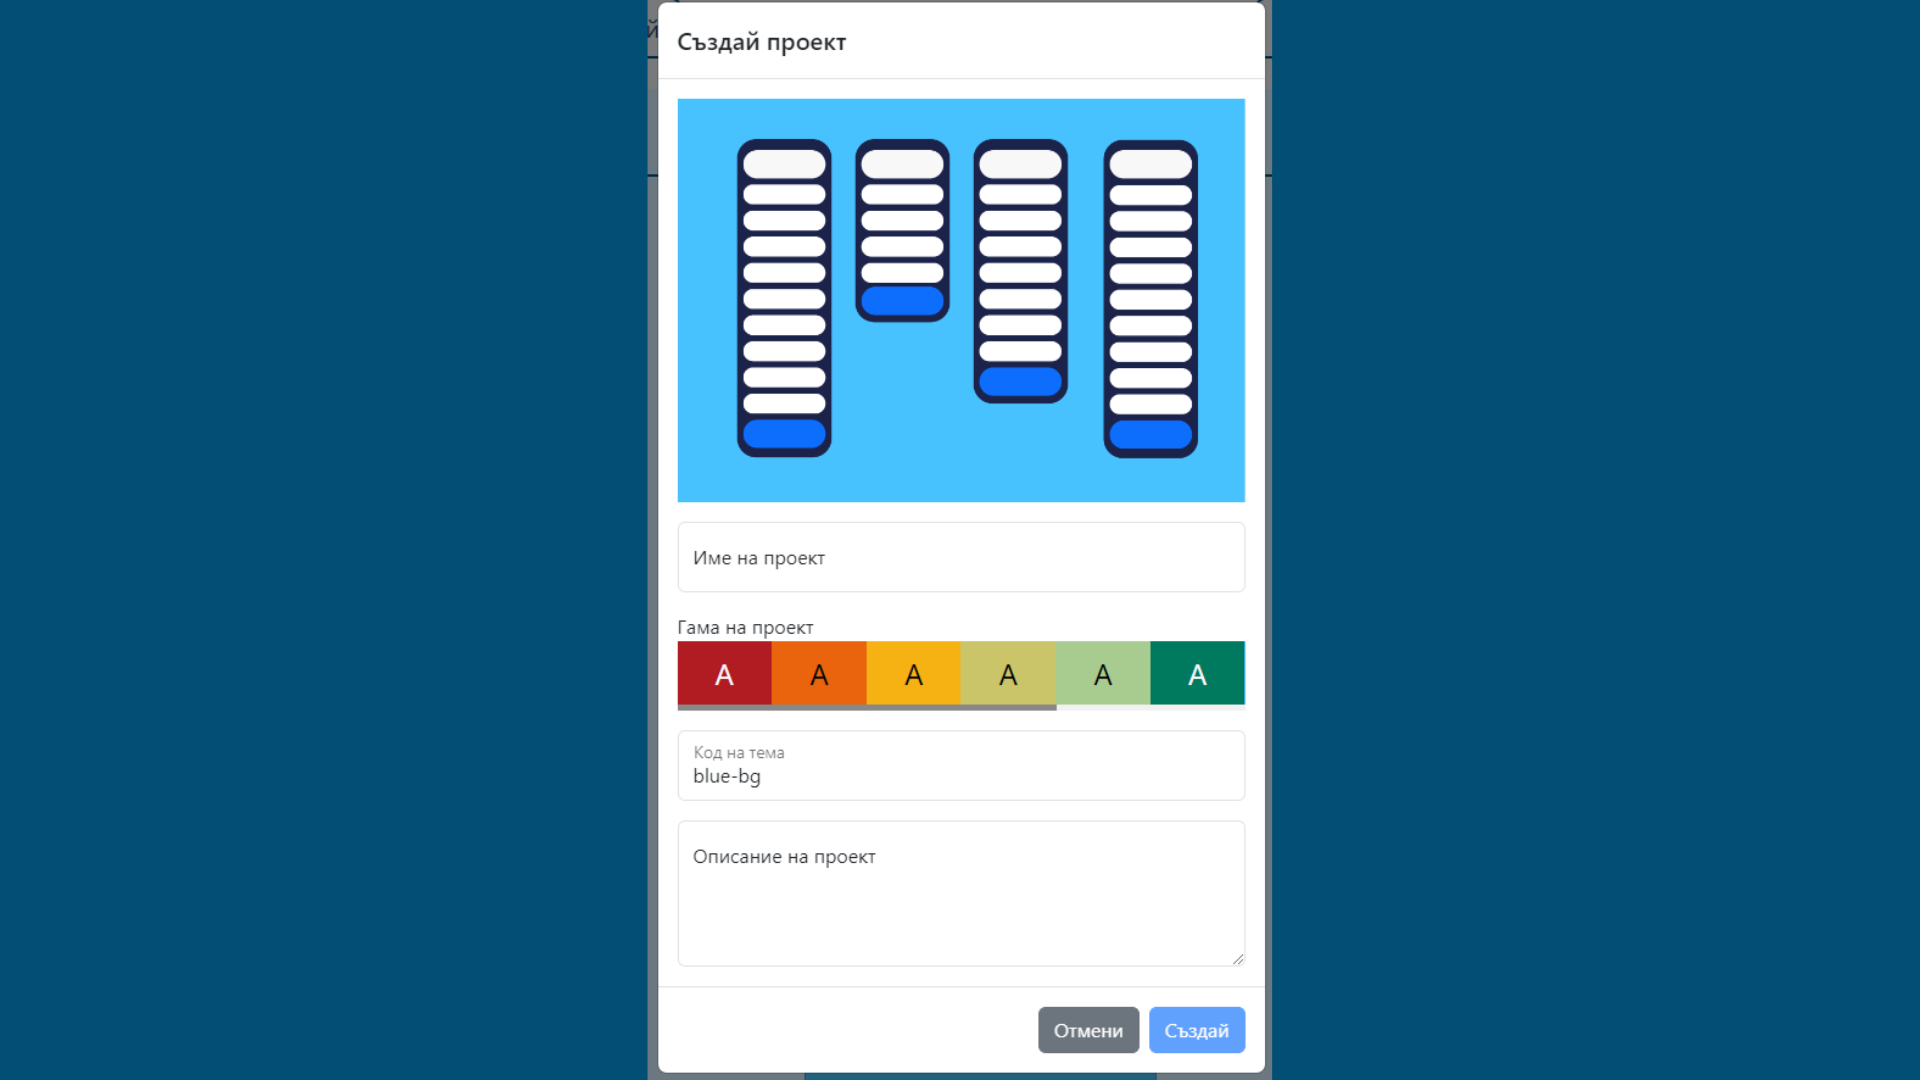 й
Създай проект
Име на проект
Гама на проект
A A A A A A
Код на тема
blue-bg
Описание на проект
Отмени Създай